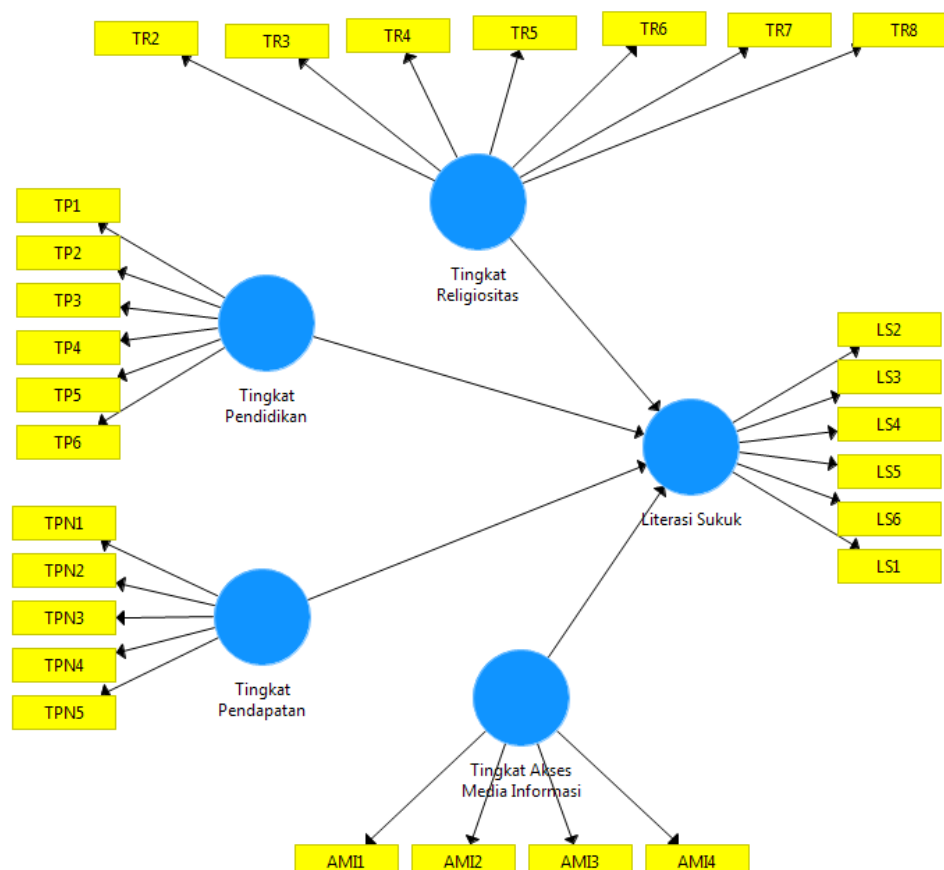 TR2
TR3
TR4
TR5
TR6
TR7
TR8
Tingkat
Religiositas
TP1
TP2
TP3
TP4
TP5
TP6
Tingkat
Pendidikan
LS2
LS3
LS4
LS5
LS6
LS1
Literasi Sukuk
TPN1
TPN2
TPN3
TPN4
TPN5
Tingkat
Pendapatan
Tingkat Akses
Media Informasi
AMI1
AMI2
AMI3
AMI4